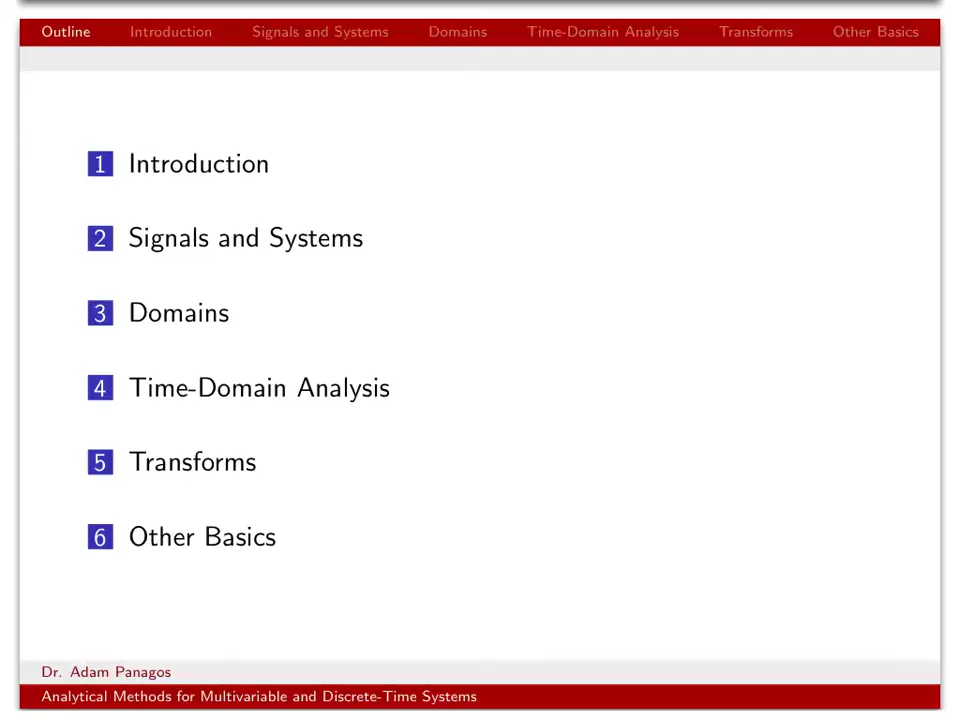 Outline Introduction Signals and Systems Domains Time-Domain Analysis Transforms Other Basics
1 Introduction
2 Signals and Systems
3 Domains
4 Time-Domain Analysis
5 Transforms
6 Other Basics
Dr. Adam Panagos
Analytical Methods for Multivariable and Discrete-Time Systems